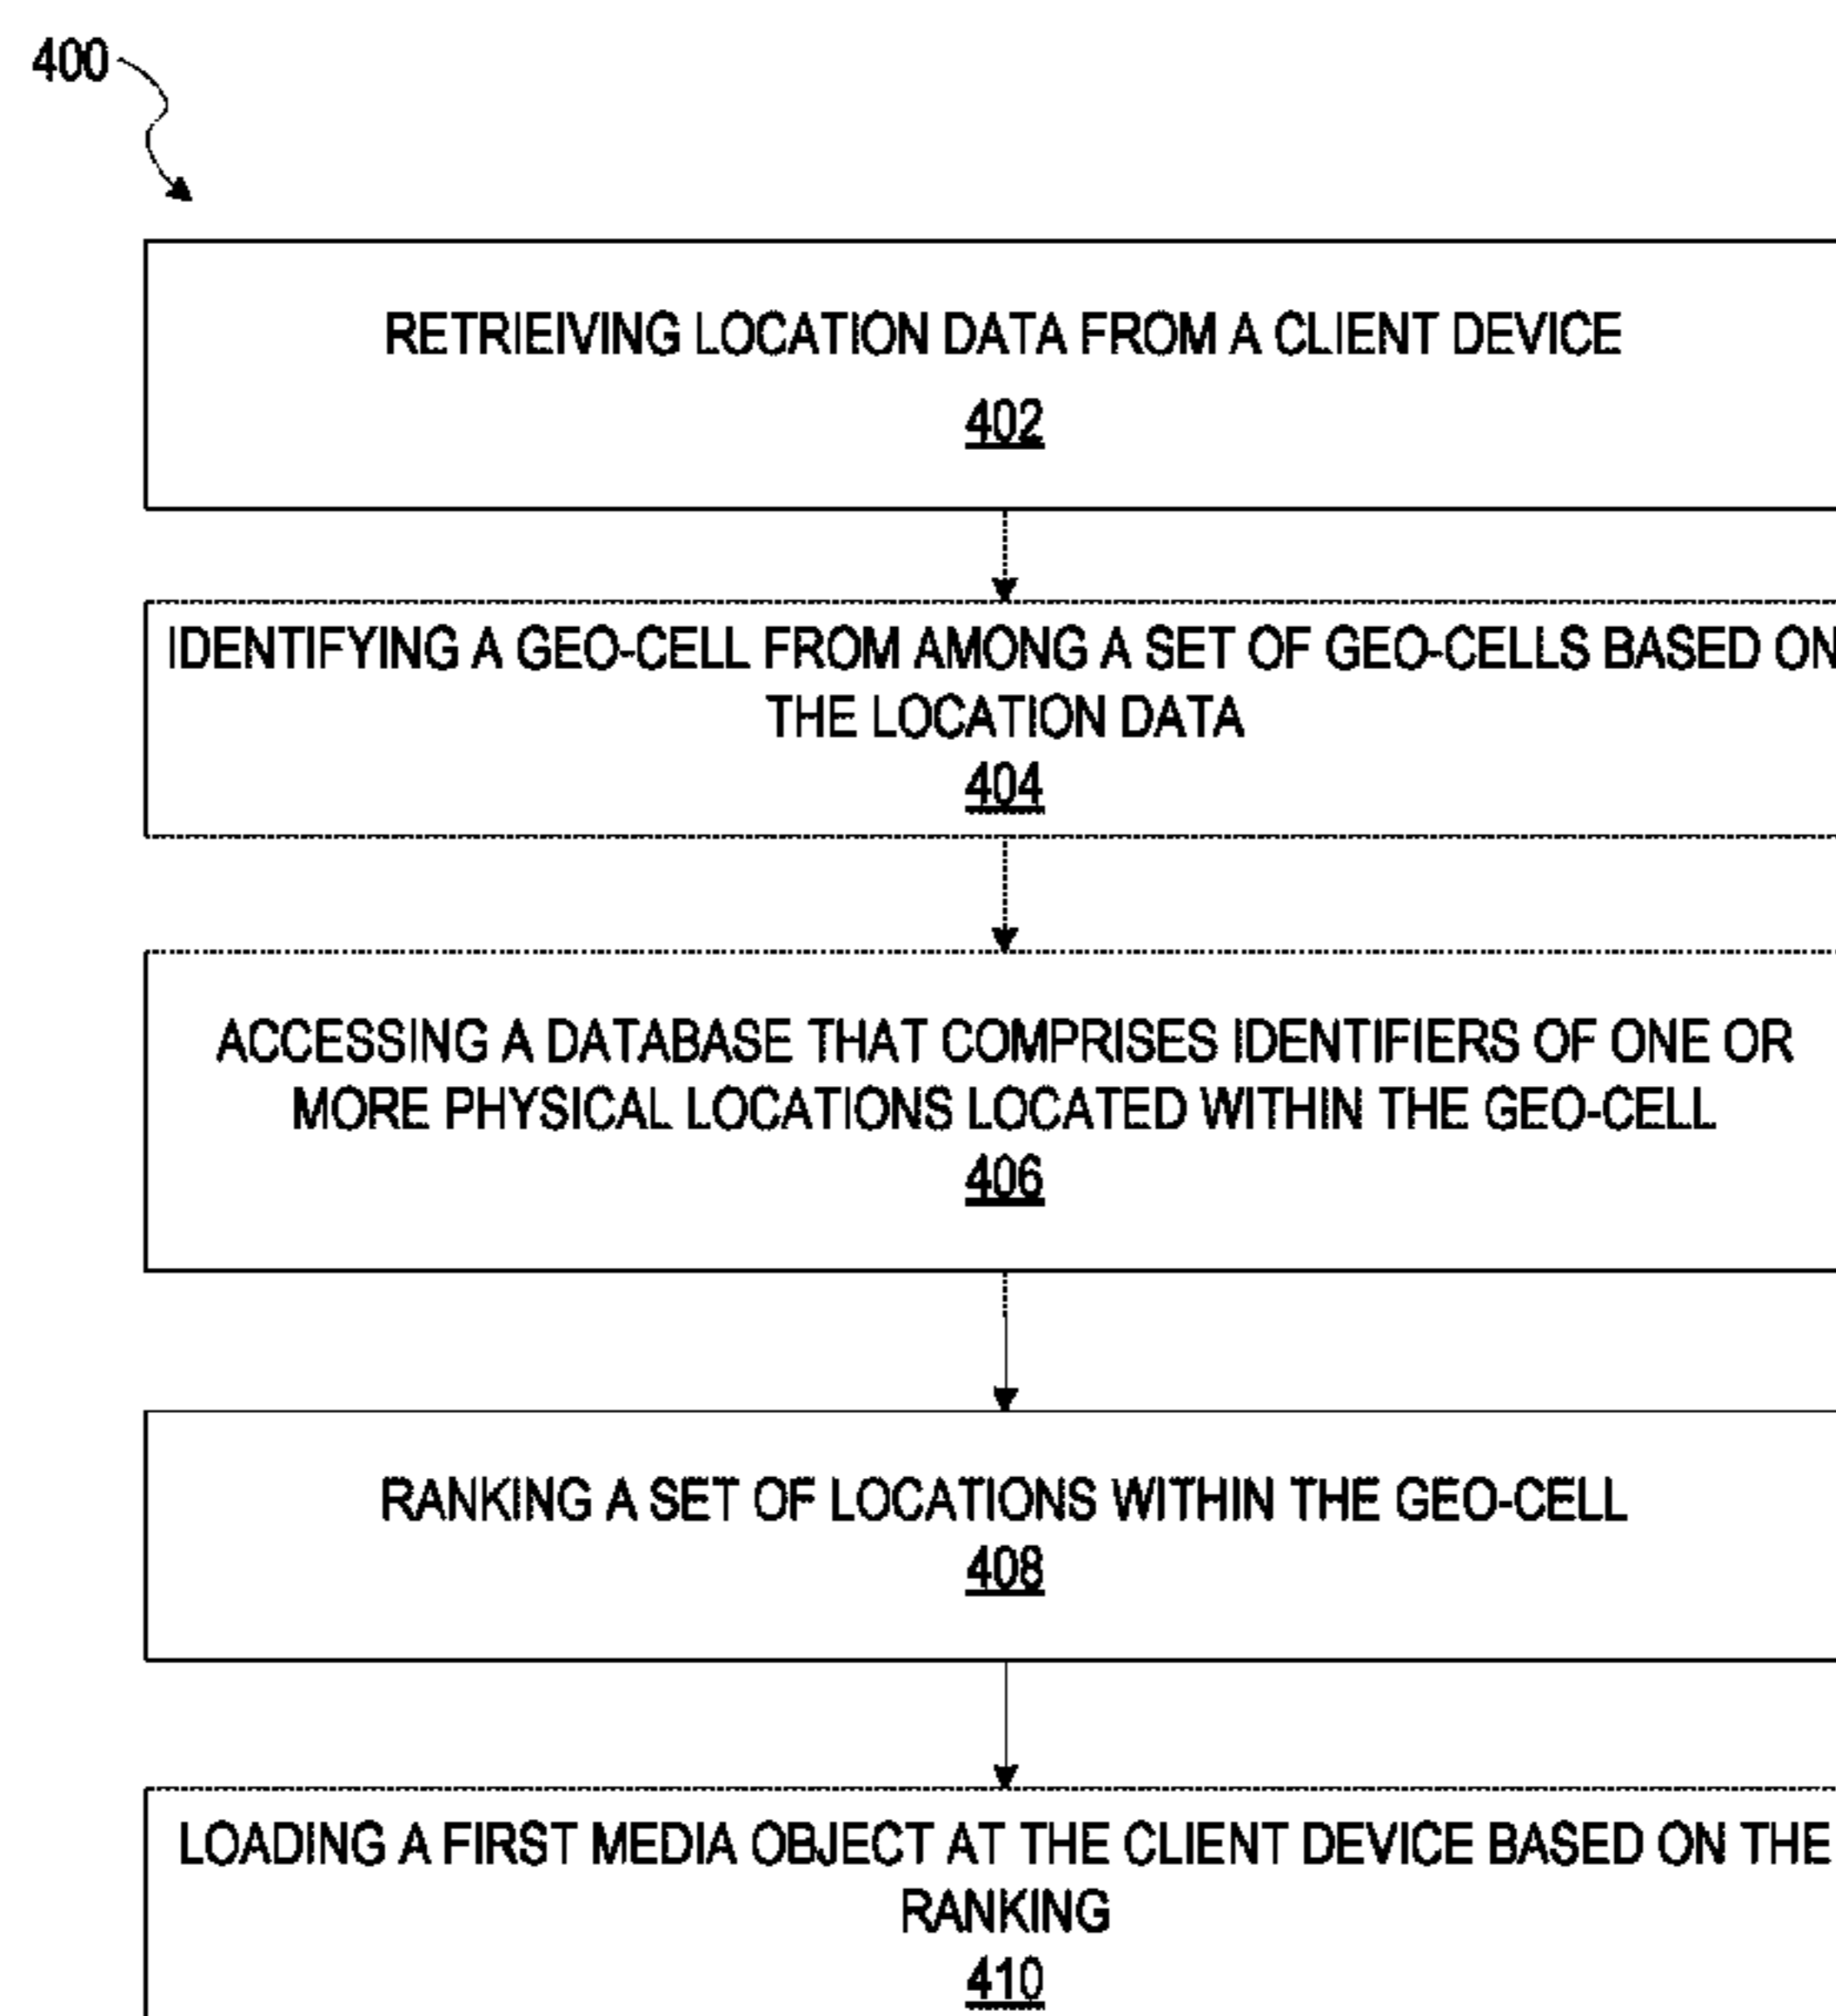 400
RETRIEIVING LOCATION DATA FROM A CLIENT DEVICE
402
IDENTIFYING A GEO-CELL FROM AMONG A SET OF GEO-CELLS BASED ON
THE LOCATION DATA
404
ACCESSING A DATABASE THAT COMPRISES IDENTIFIERS OF ONE OR
MORE PHYSICAL LOCATIONS LOCATED WITHIN THE GEO-CELL
406
RANKING A SET OF LOCATIONS WITHIN THE GEO-CELL
408
LOADING A FIRST MEDIA OBJECT AT THE CLIENT DEVICE BASED ON THE
RANKING
410